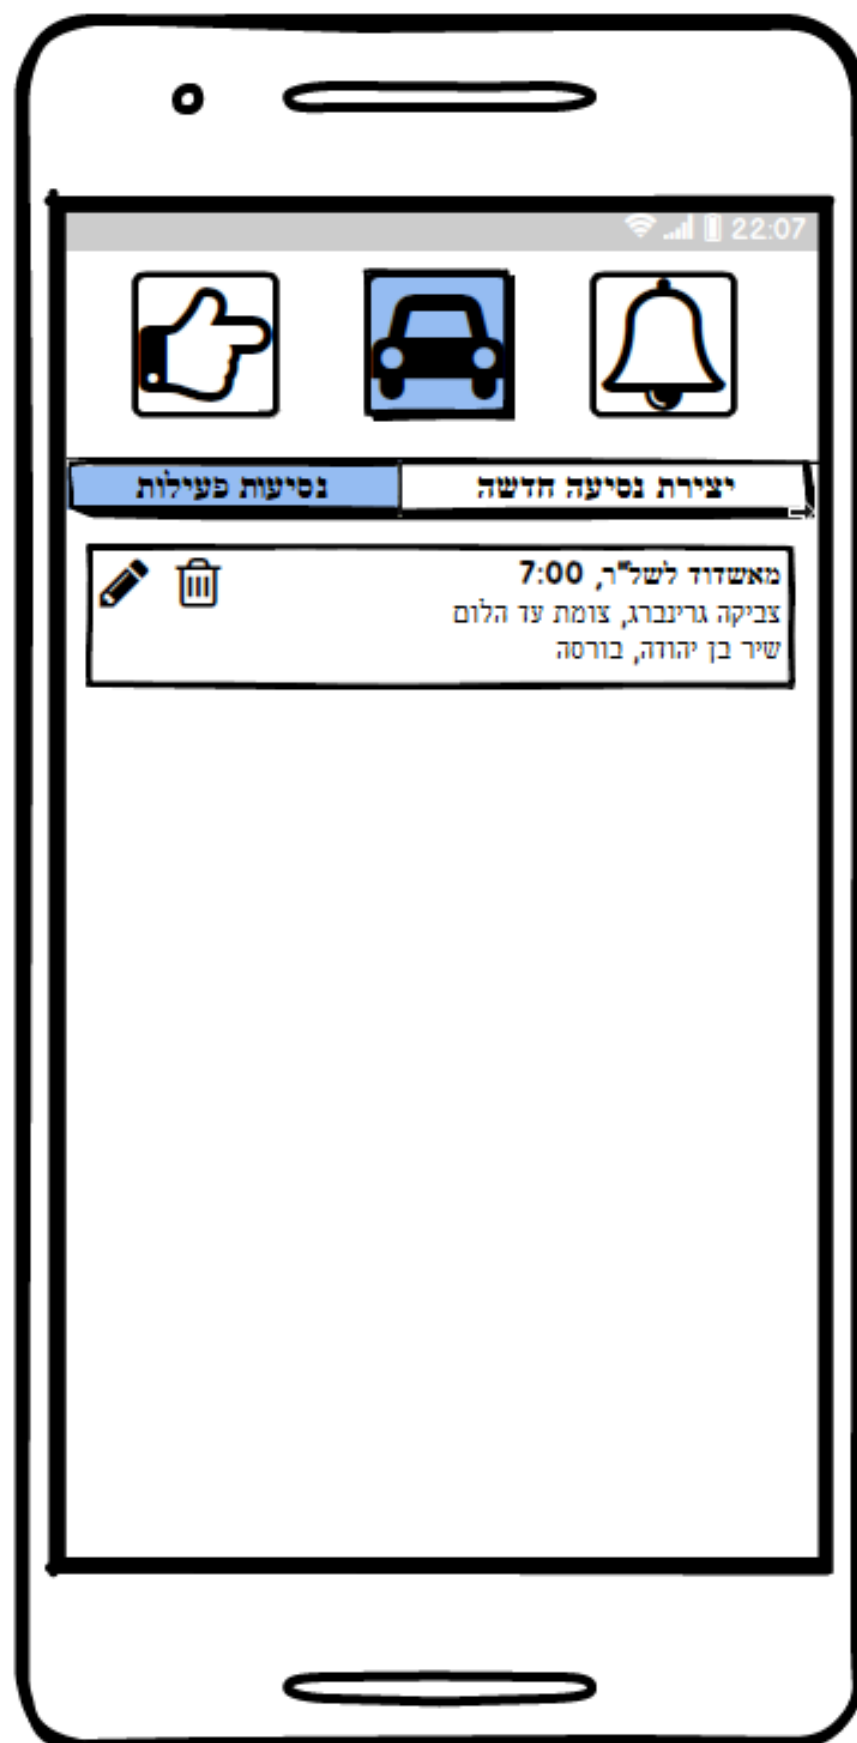 22:07
יצירת נסיעה חדשה
נסיעות פעילות
מאשדוד לשל"ר, 7:00
צביקה גרינברג, צומת עד הלום
שיר בן יהודה, בורסה